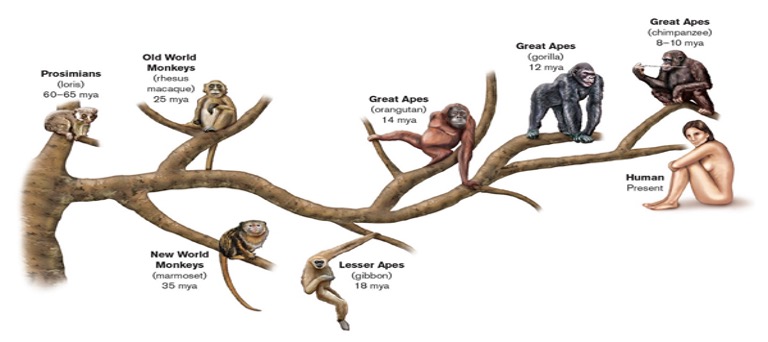 Prosimians
(loris)
60–65 mya
Old World
Monkeys
(rhesus
macaque)
25 mya
New World
Monkeys
(marmoset)
35 mya
Lesser Apes
(gibbon)
18 mya
Great Apes
(orangutan)
14 mya
Great Apes
(gorilla)
12 mya
Great Apes
(chimpanzee)
8–10 mya
Human
Present